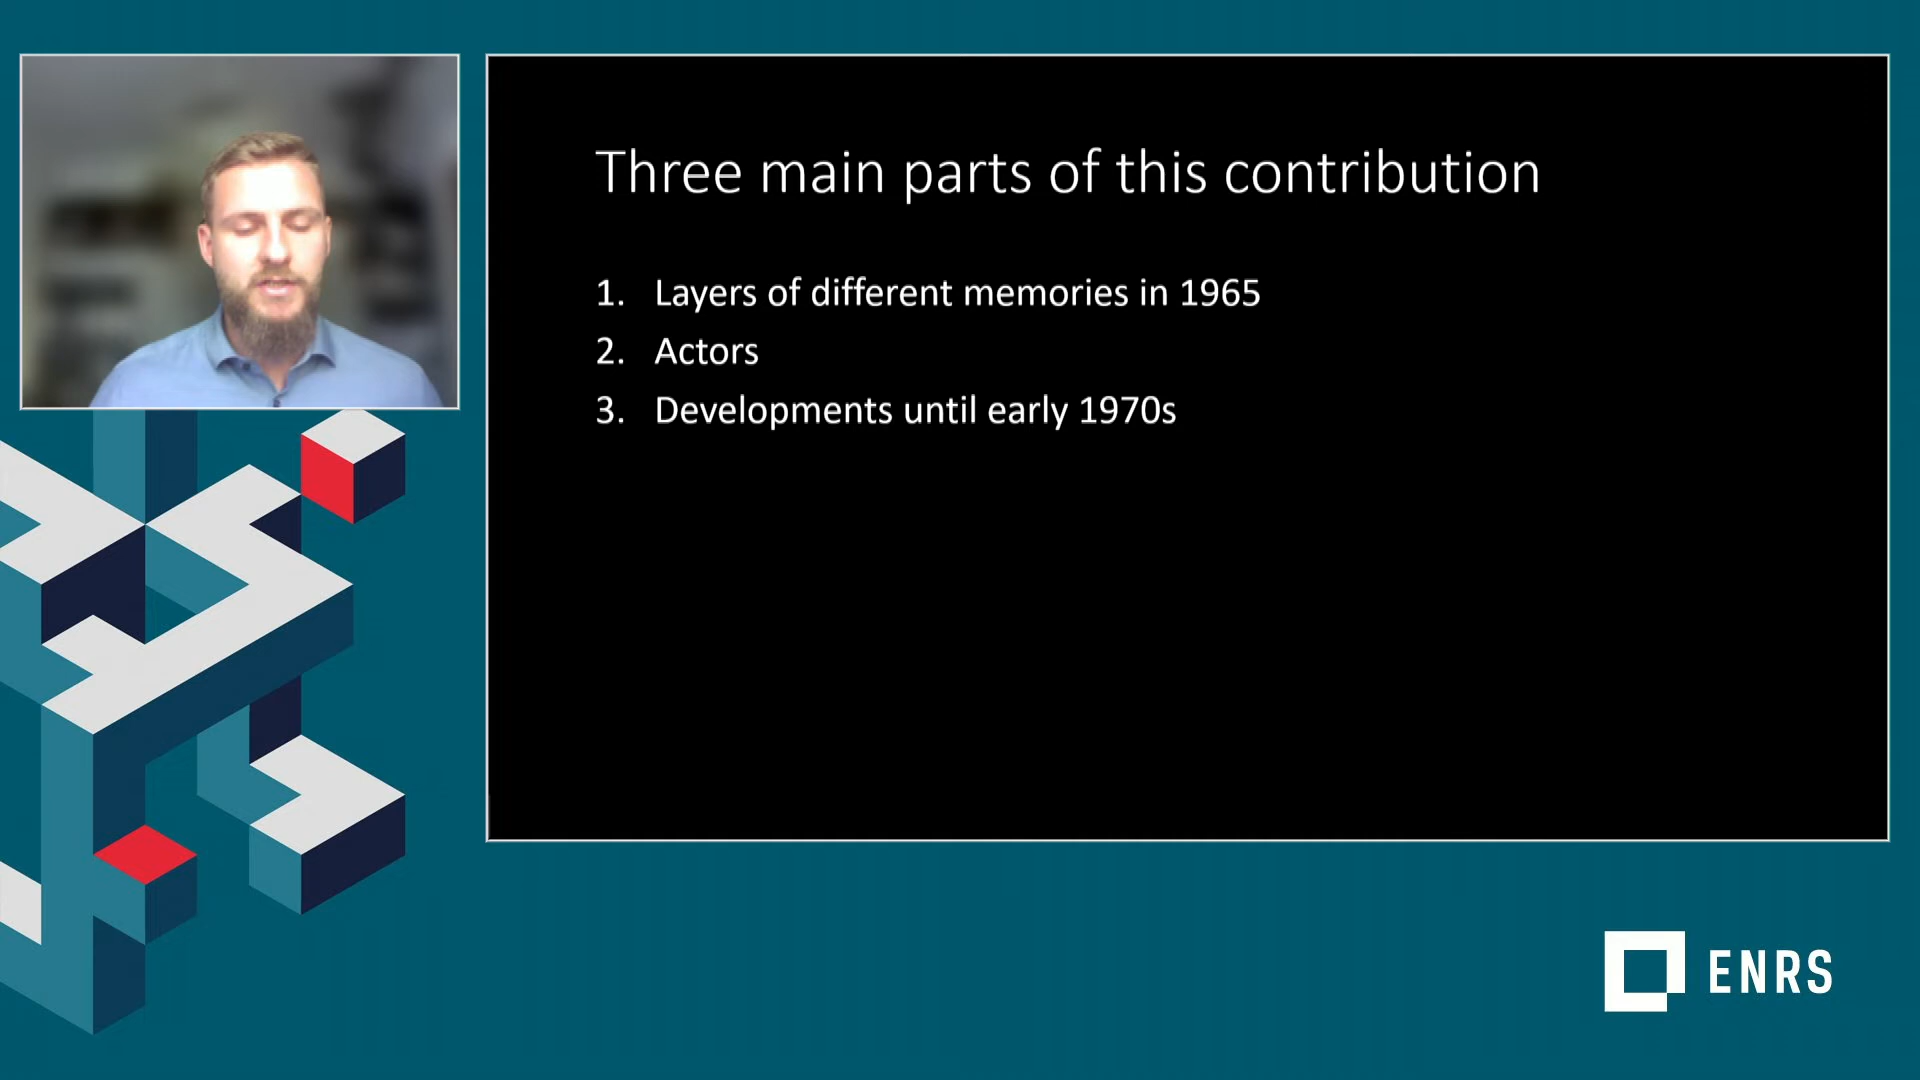 Three main parts of this contribution
1. Layers of different memories in 1965
2. Actors
3. Developments until early 1970s
ENRS